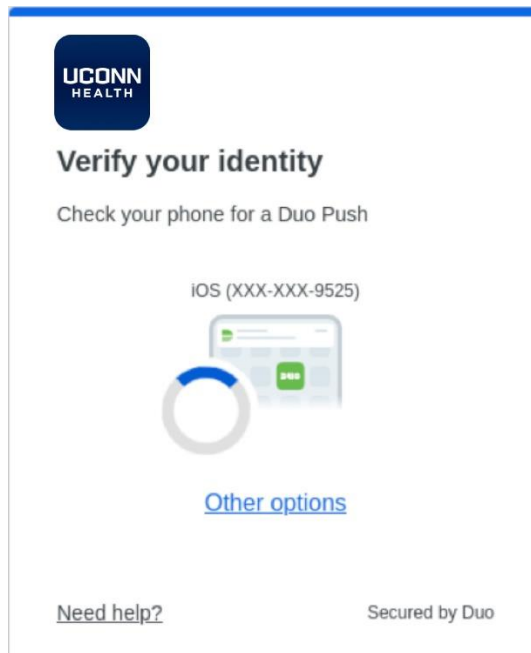 UCONN
HEALTH
Verify your identity
Check your phone for a Duo Push
iOS (XXX-XXX-9525)
DUO
Other options
Need help?
Secured by Duo